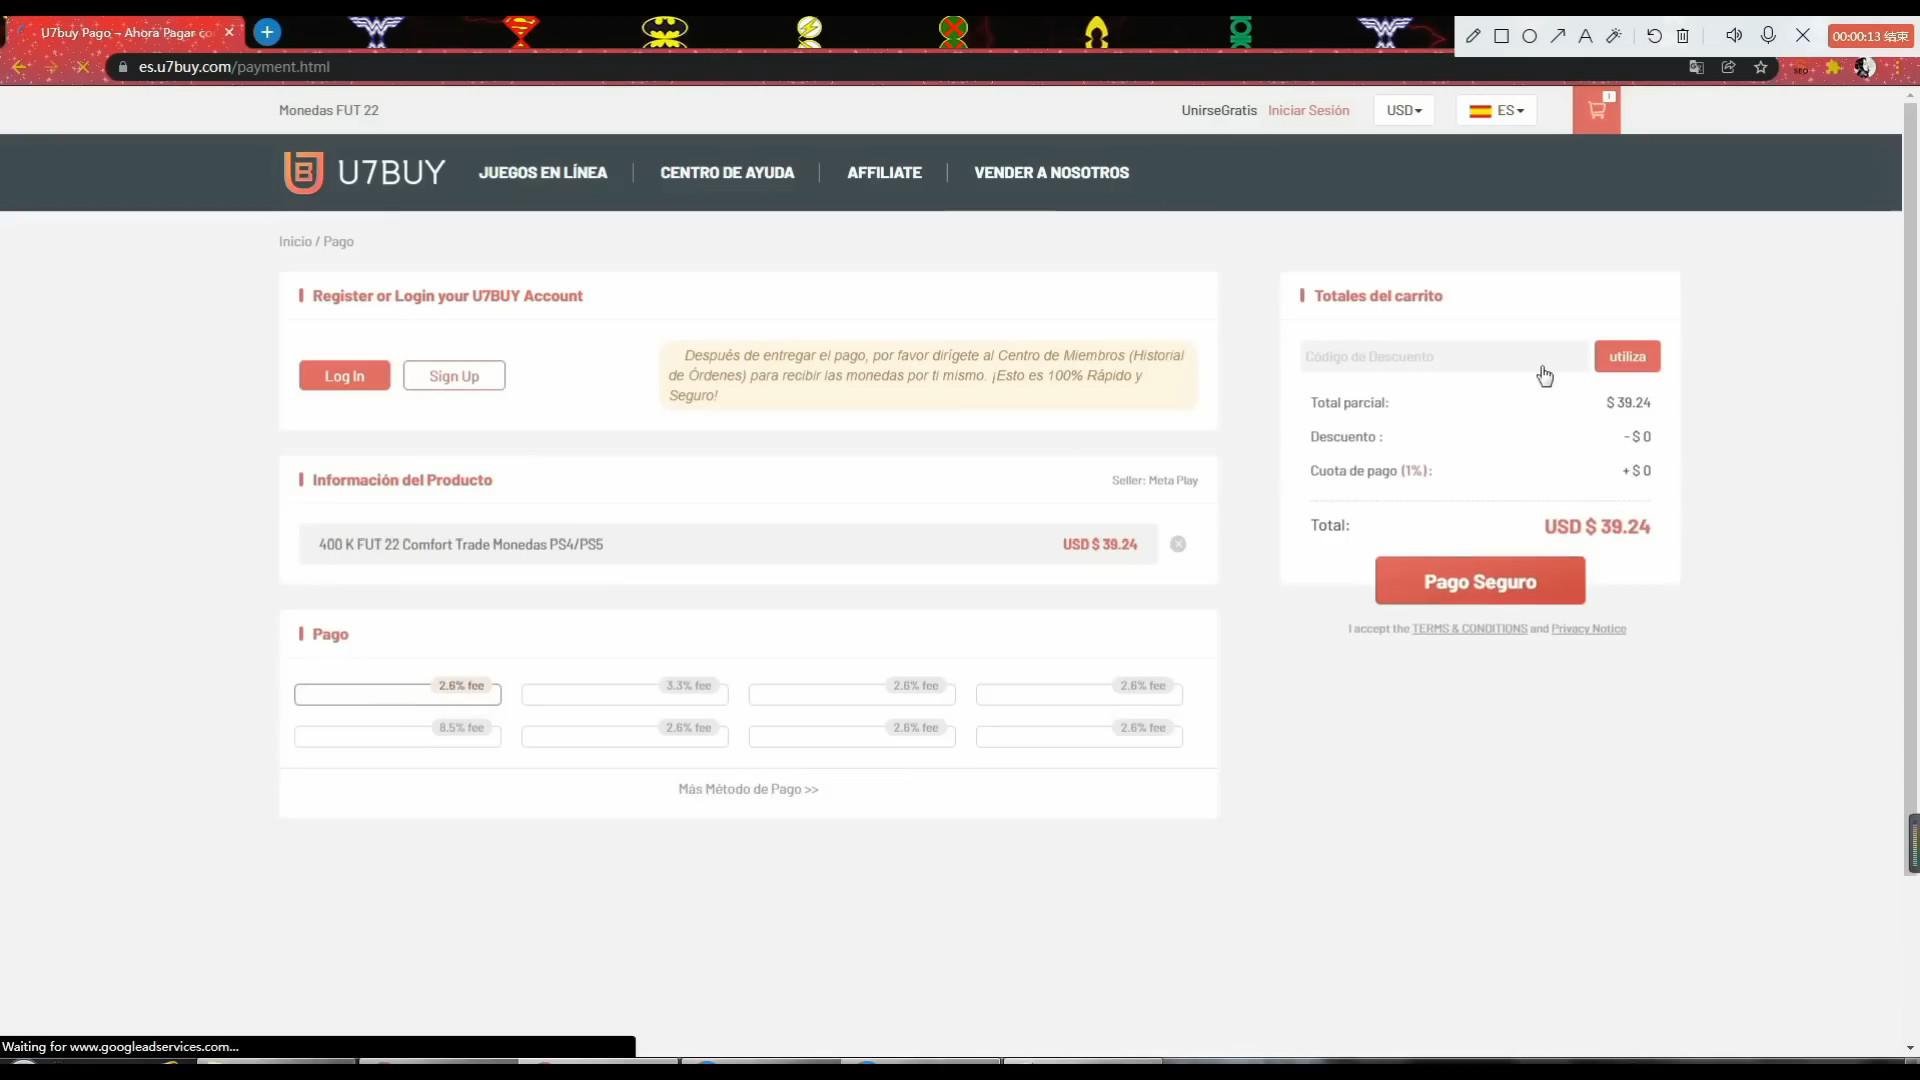 U7buy Pago – Ahora Pagar co
00:00:13 结束
es.u7buy.com/payment.html
Monedas FUT 22
UnirseGratis Iniciar Sesión
USD
ES
1
U7BUY
JUEGOS EN LÍNEA
CENTRO DE AYUDA
AFFILIATE
VENDER A NOSOTROS
Inicio / Pago
Register or Login your U7BUY Account
Log In
Sign Up
Después de entregar el pago, por favor dirígete al Centro de Miembros (Historial
de Órdenes) para recibir las monedas por ti mismo. ¡Esto es 100% Rápido y
Seguro!
Información del Producto
Seller: Meta Play
400 K FUT 22 Comfort Trade Monedas PS4/PS5
USD $ 39.24
Pago
2.6% fee
3.3% fee
2.6% fee
2.6% fee
8.5% fee
2.6% fee
2.6% fee
2.6% fee
Más Método de Pago >>
Totales del carrito
Código de Descuento
utiliza
Total parcial: $ 39.24
Descuento : - $ 0
Cuota de pago (1%): + $ 0
Total: USD $ 39.24
Pago Seguro
I accept the TERMS & CONDITIONS and Privacy Notice
Waiting for www.googleadservices.com...